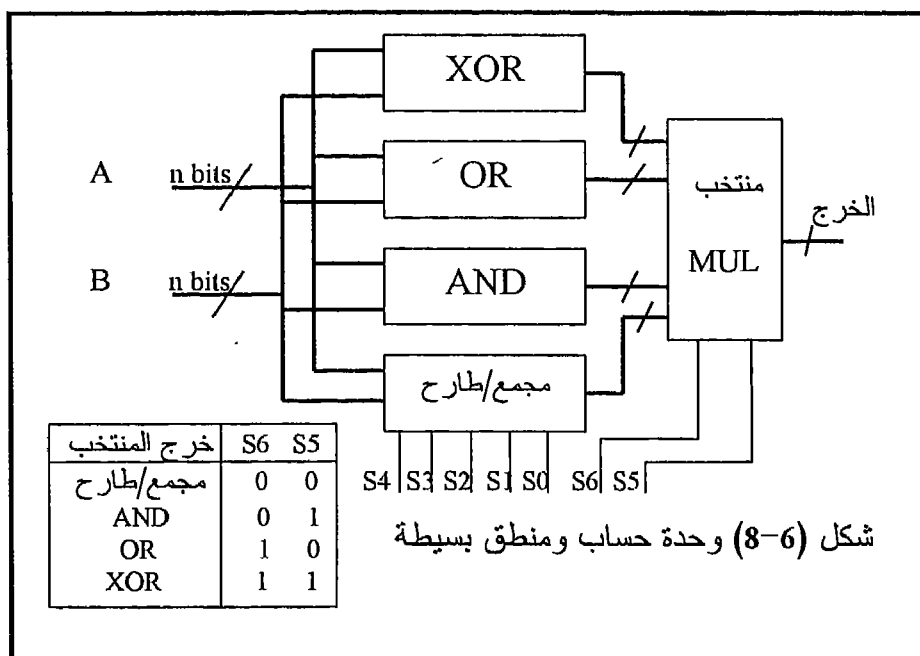 XOR
OR
AND
مجمع/طارح
A
n bits
B
n bits
منتخب
MUL
الخرج
S4 S3 S2 S1 S0 S6 S5
خرج المنتخب S6 S5
مجمع/طارح 0 0
AND 0 1
OR 1 0
XOR 1 1
شكل (6-8) وحدة حساب ومنطق بسيطة